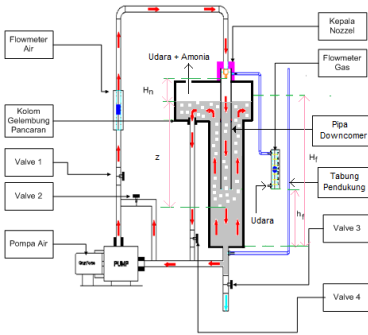 Kepala
Nozzel
Flowmeter
Air
Udara + Amonia
Flowmeter
Gas
Hn
Kolom
Gelembung
Pancaran
Pipa
Downcomer
Hf
Valve 1
z
Tabung
Pendukung
Valve 2
hf
Udara
Valve 3
Pompa Air
PUMP
Valve 4